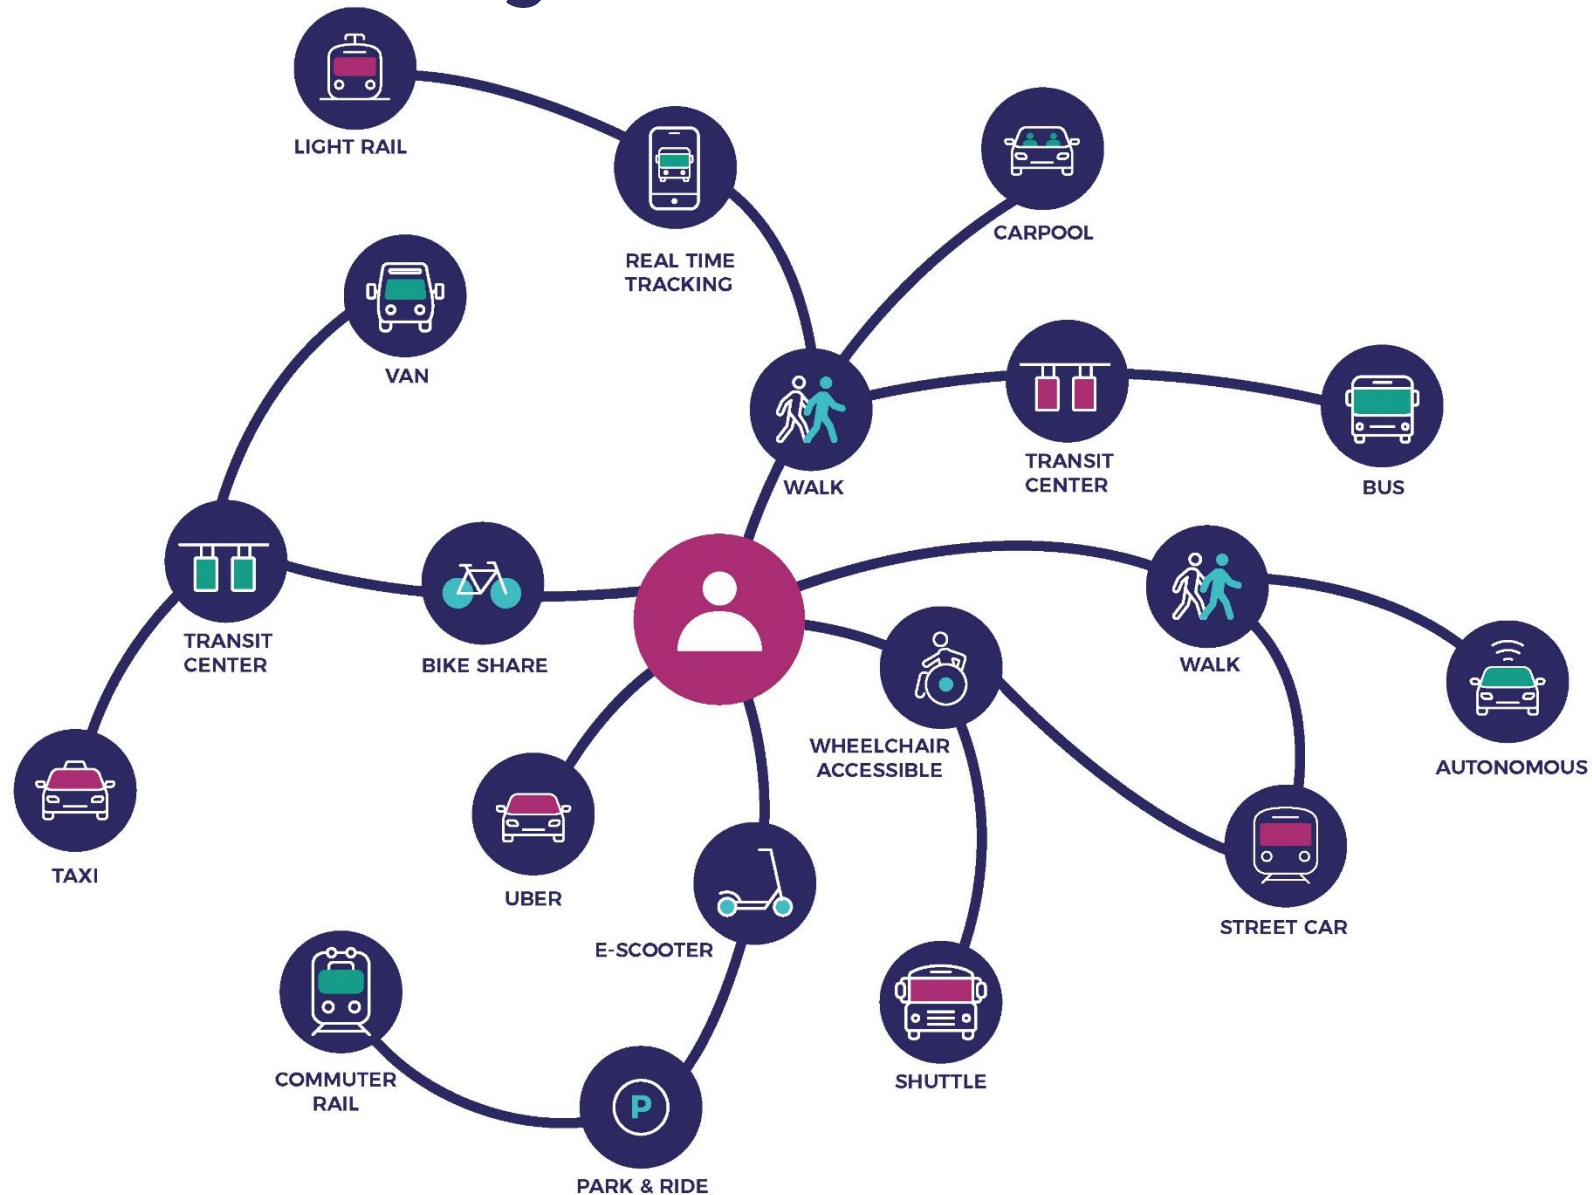 LIGHT RAIL
CARPOOL
REAL TIME
TRACKING
VAN
WALK
TRANSIT
CENTER
BUS
TRANSIT
CENTER
BIKE SHARE
WALK
WHEELCHAIR
ACCESSIBLE
AUTONOMOUS
TAXI
UBER
E-SCOOTER
STREET CAR
COMMUTER
RAIL
SHUTTLE
P
PARK & RIDE